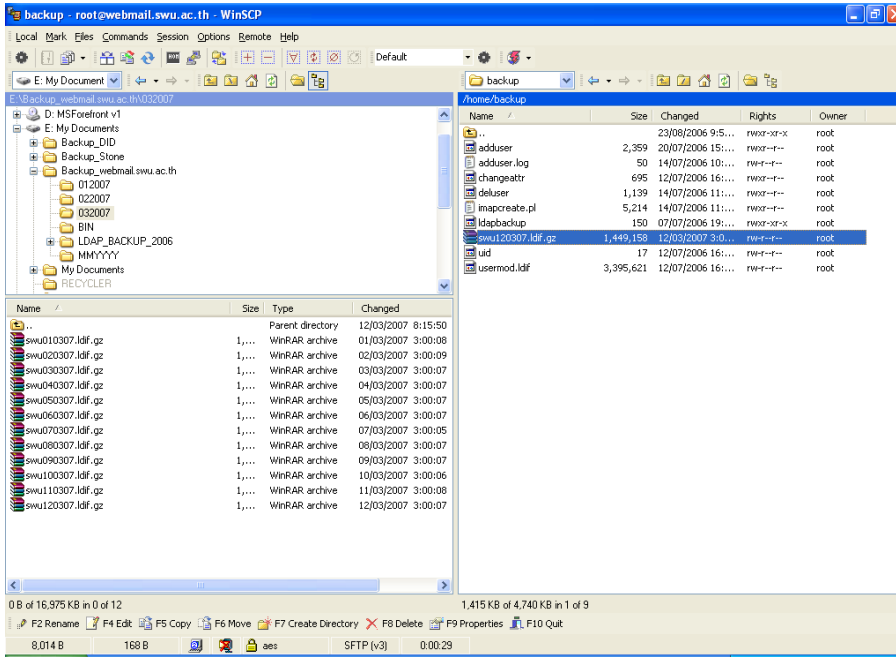 backup - root@webmail.swu.ac.th - WinSCP
Local Mark Files Commands Session Options Remote Help
Default
E: My Document
backup
E:\Backup_webmail.swu.ac.th\032007
/home/backup
D: MSForefront v1
E: My Documents
Backup_DID
Backup_Stone
Backup_webmail.swu.ac.th
012007
022007
032007
BIN
LDAP_BACKUP_2006
MMYYYY
My Documents
RECYCLER
Name Size Type Changed
.. Parent directory 12/03/2007 8:15:50
swu010307.ldif.gz 1,... WinRAR archive 01/03/2007 3:00:08
swu020307.ldif.gz 1,... WinRAR archive 02/03/2007 3:00:09
swu030307.ldif.gz 1,... WinRAR archive 03/03/2007 3:00:07
swu040307.ldif.gz 1,... WinRAR archive 04/03/2007 3:00:07
swu050307.ldif.gz 1,... WinRAR archive 05/03/2007 3:00:07
swu060307.ldif.gz 1,... WinRAR archive 06/03/2007 3:00:07
swu070307.ldif.gz 1,... WinRAR archive 07/03/2007 3:00:05
swu080307.ldif.gz 1,... WinRAR archive 08/03/2007 3:00:07
swu090307.ldif.gz 1,... WinRAR archive 09/03/2007 3:00:07
swu100307.ldif.gz 1,... WinRAR archive 10/03/2007 3:00:06
swu110307.ldif.gz 1,... WinRAR archive 11/03/2007 3:00:08
swu120307.ldif.gz 1,... WinRAR archive 12/03/2007 3:00:07
Name Size Changed Rights Owner
.. 23/08/2006 9:5... rwxr-xr-x root
adduser 2,359 20/07/2006 15:... rwxr--r-- root
adduser.log 50 14/07/2006 10:... rw-r--r-- root
changeattr 695 12/07/2006 16:... rwxr--r-- root
deluser 1,139 14/07/2006 11:... rwxr--r-- root
imapcreate.pl 5,214 14/07/2006 11:... rwxr--r-- root
ldapbackup 150 07/07/2006 19:... rwxr-xr-x root
swu120307.ldif.gz 1,449,158 12/03/2007 3:0... rw-r--r-- root
uid 17 12/07/2006 16:... rw-r--r-- root
usermod.ldif 3,395,621 12/07/2006 16:... rw-r--r-- root
0 B of 16,975 KB in 0 of 12
1,415 KB of 4,740 KB in 1 of 9
F2 Rename F4 Edit F5 Copy F6 Move F7 Create Directory F8 Delete F9 Properties F10 Quit
8,014 B 168 B aes SFTP (v3) 0:00:29